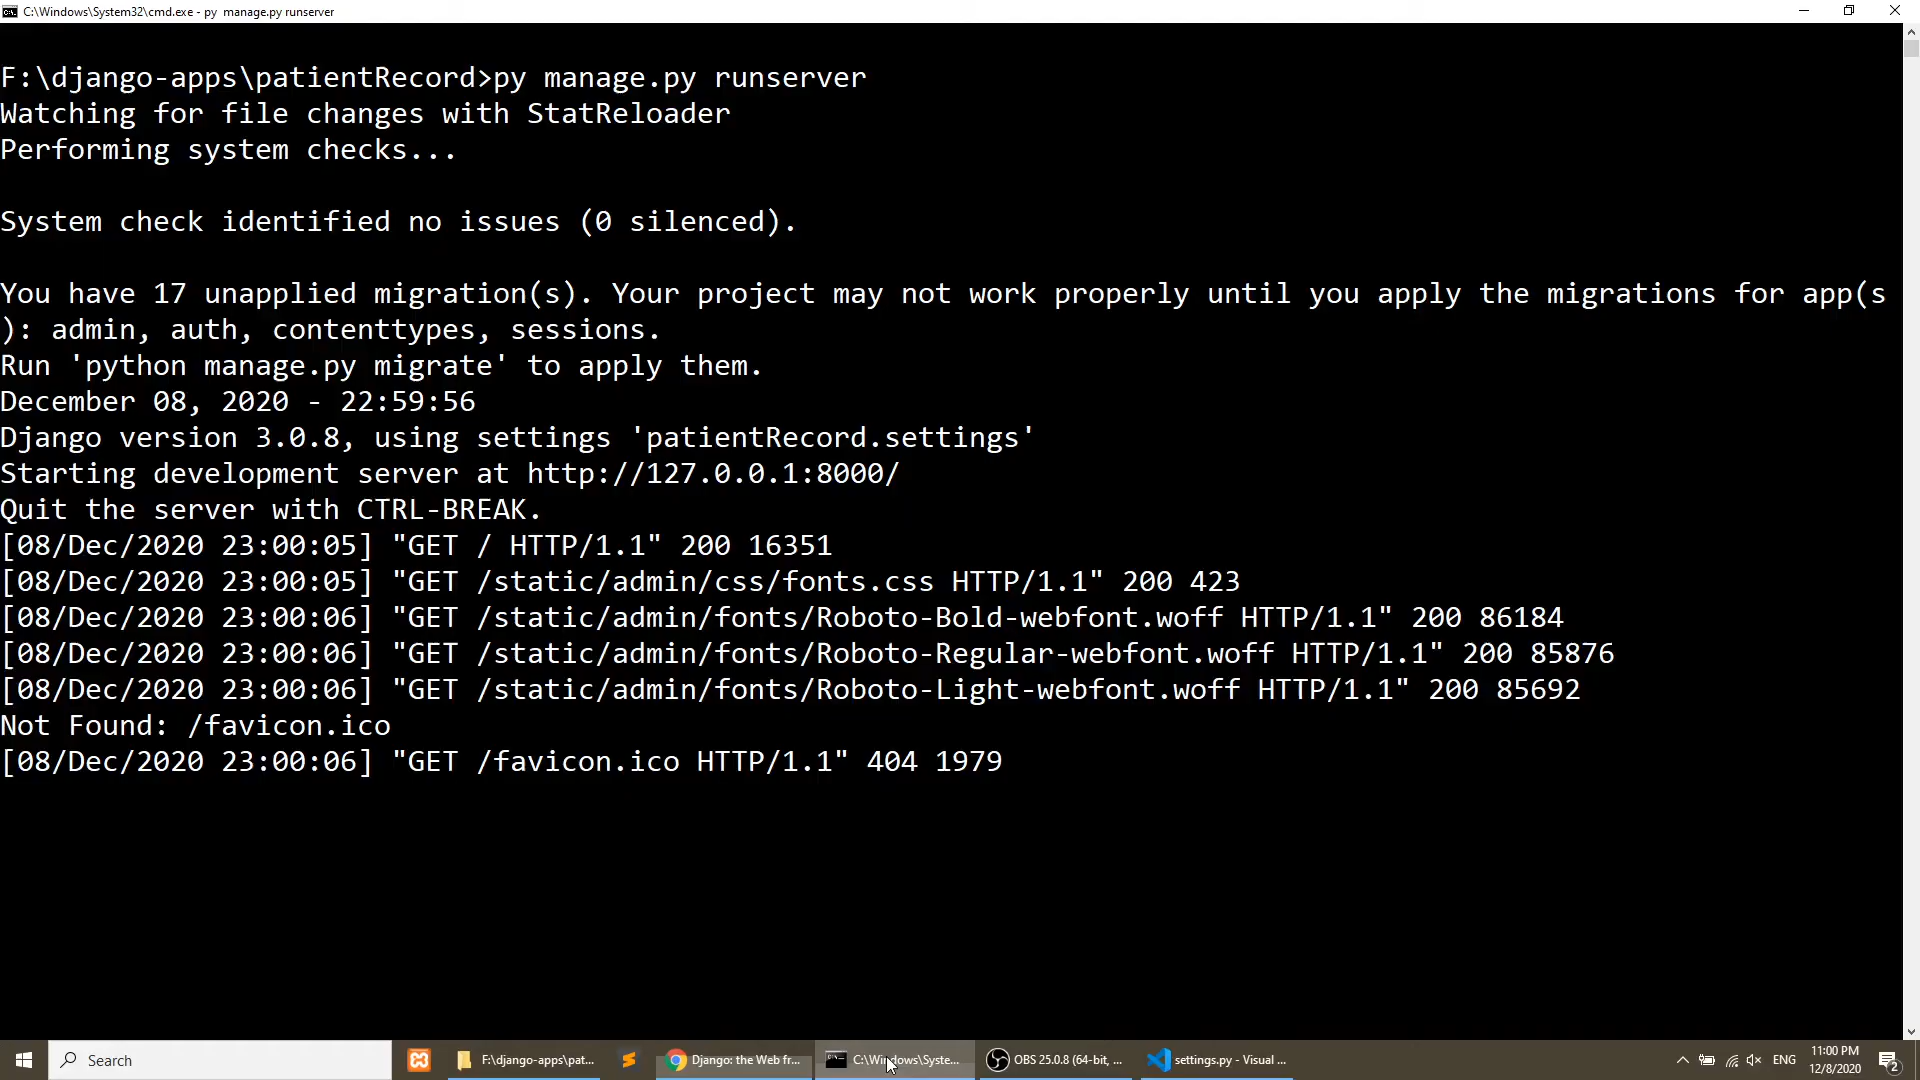 C:\Windows\System32\cmd.exe - py  manage.py runserver
F:\django-apps\patientRecord>py manage.py runserver
Watching for file changes with StatReloader
Performing system checks...
System check identified no issues (0 silenced).
You have 17 unapplied migration(s). Your project may not work properly until you apply the migrations for app(s
): admin, auth, contenttypes, sessions.
Run 'python manage.py migrate' to apply them.
December 08, 2020 - 22:59:56
Django version 3.0.8, using settings 'patientRecord.settings'
Starting development server at http://127.0.0.1:8000/
Quit the server with CTRL-BREAK.
[08/Dec/2020 23:00:05] "GET / HTTP/1.1" 200 16351
[08/Dec/2020 23:00:05] "GET /static/admin/css/fonts.css HTTP/1.1" 200 423
[08/Dec/2020 23:00:06] "GET /static/admin/fonts/Roboto-Bold-webfont.woff HTTP/1.1" 200 86184
[08/Dec/2020 23:00:06] "GET /static/admin/fonts/Roboto-Regular-webfont.woff HTTP/1.1" 200 85876
[08/Dec/2020 23:00:06] "GET /static/admin/fonts/Roboto-Light-webfont.woff HTTP/1.1" 200 85692
Not Found: /favicon.ico
[08/Dec/2020 23:00:06] "GET /favicon.ico HTTP/1.1" 404 1979
Search
F:\django-apps\pat...
Django: the Web fr...
C:\Windows\Syste...
OBS 25.0.8 (64-bit, ...
settings.py - Visual ...
ENG
11:00 PM
12/8/2020
2